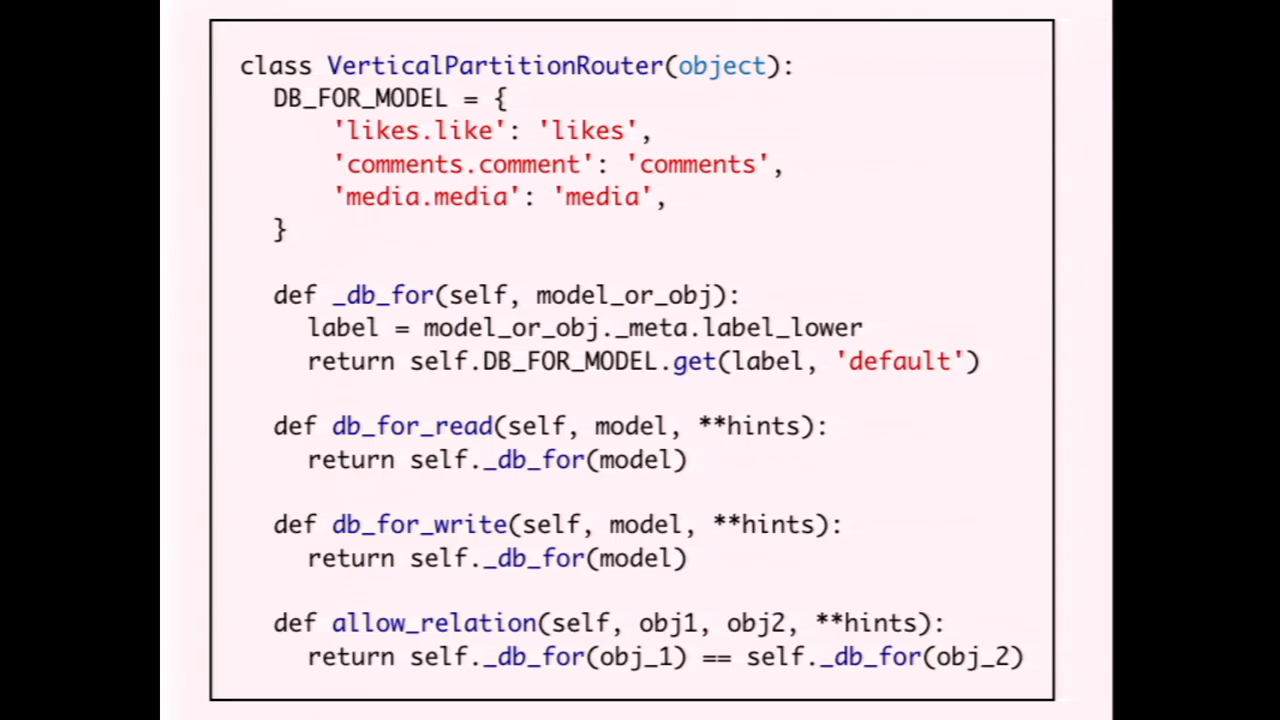 class VerticalPartitionRouter(object):
DB_FOR_MODEL = {
'likes.like': 'likes',
'comments.comment': 'comments',
'media.media': 'media',
}
def _db_for(self, model_or_obj):
label = model_or_obj._meta.label_lower
return self.DB_FOR_MODEL.get(label, 'default')
def db_for_read(self, model, **hints):
return self._db_for(model)
def db_for_write(self, model, **hints):
return self._db_for(model)
def allow_relation(self, obj1, obj2, **hints):
return self._db_for(obj_1) == self._db_for(obj_2)